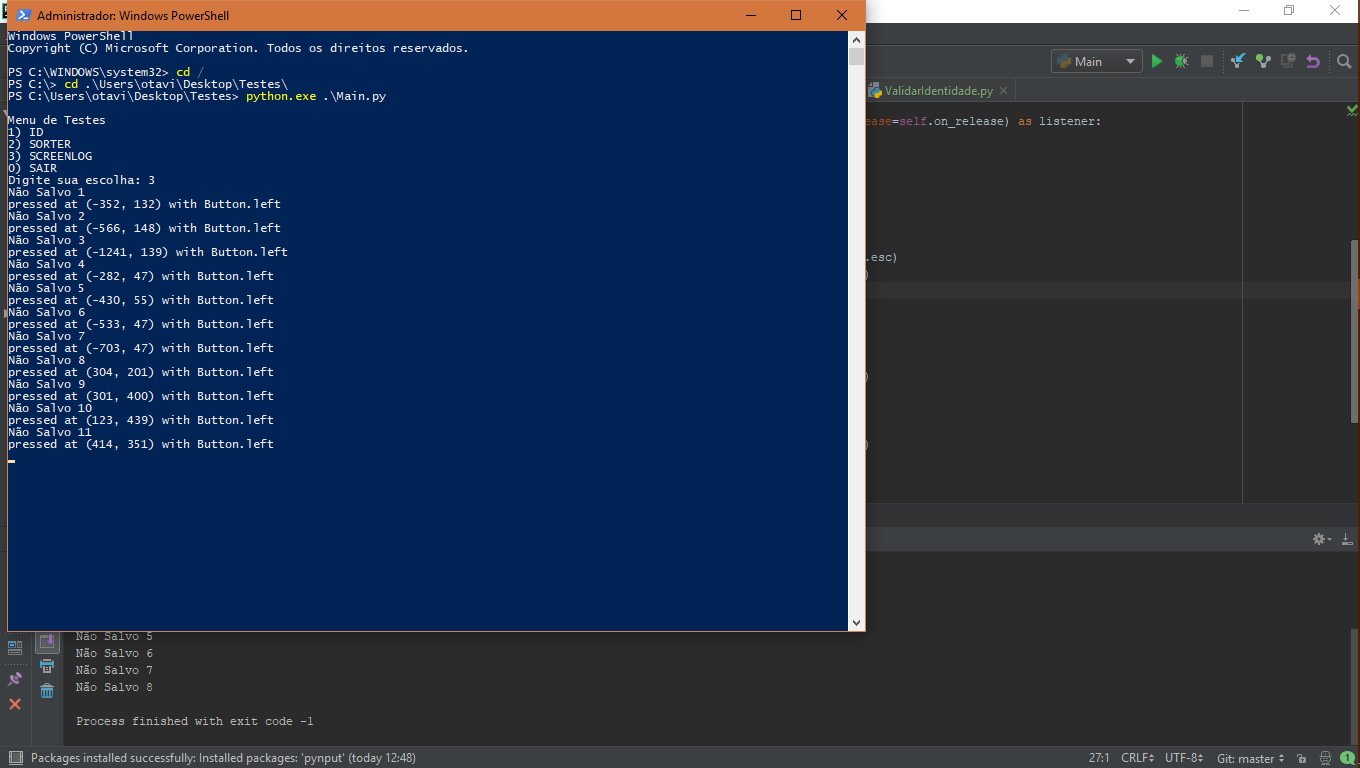 Administrador: Windows PowerShell
Windows PowerShell
Copyright (C) Microsoft Corporation. Todos os direitos reservados.
PS C:\WINDOWS\system32> cd /
PS C:\> cd .\Users\otavi\Desktop\Testes\
PS C:\Users\otavi\Desktop\Testes> python.exe .\Main.py
Menu de Testes
1) ID
2) SORTER
3) SCREENLOG
0) SAIR
Digite sua escolha: 3
Não Salvo 1
pressed at (-352, 132) with Button.left
Não Salvo 2
pressed at (-566, 148) with Button.left
Não Salvo 3
pressed at (-1241, 139) with Button.left
Não Salvo 4
pressed at (-282, 47) with Button.left
Não Salvo 5
pressed at (-430, 55) with Button.left
Não Salvo 6
pressed at (-533, 47) with Button.left
Não Salvo 7
pressed at (-703, 47) with Button.left
Não Salvo 8
pressed at (304, 201) with Button.left
Não Salvo 9
pressed at (301, 400) with Button.left
Não Salvo 10
pressed at (123, 439) with Button.left
Não Salvo 11
pressed at (414, 351) with Button.left
Main
ValidarIdentidade.py
ease=self.on_release) as listener:
.esc)
)
)
)
Não Salvo 5
Não Salvo 6
Não Salvo 7
Não Salvo 8
Process finished with exit code -1
Packages installed successfully: Installed packages: 'pynput' (today 12:48)
27:1 CRLF UTF-8 Git: master 1